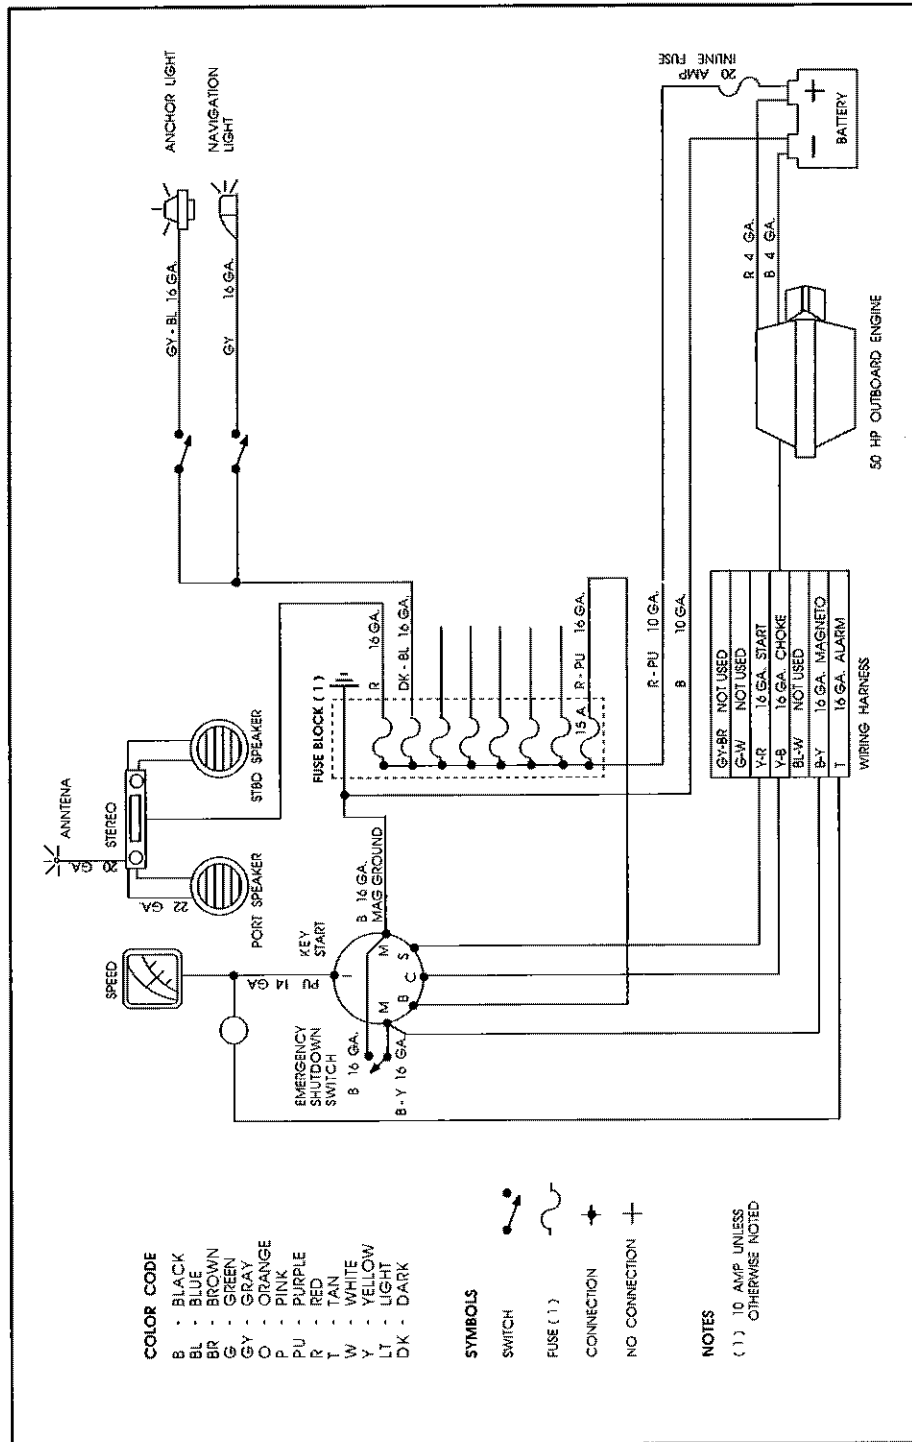 ANNTENA
20 GA.
STEREO
22 GA
PORT SPEAKER
STBD SPEAKER
SPEED
PU 14 GA
KEY
START
I
M
M
B
C
S
EMERGENCY
SHUTDOWN
SWITCH
B 16 GA.
B - Y 16 GA.
B 16 GA.
MAG GROUND
FUSE BLOCK ( 1 )
15 A
R 16 GA.
DK - BL 16 GA.
R - PU 16 GA.
R - PU 10 GA.
B 10 GA.
GY - BL 16 GA.
GY 16 GA.
ANCHOR LIGHT
NAVIGATION
LIGHT
20 AMP
INLINE FUSE
+
−
BATTERY
R 4 GA.
B 4 GA.
50 HP OUTBOARD ENGINE
GY-BR NOT USED
G-W NOT USED
Y-R 16 GA. START
Y-B 16 GA. CHOKE
BL-W NOT USED
B-Y 16 GA. MAGNETO
T 16 GA. ALARM
WIRING HARNESS
COLOR CODE
B - BLACK
BL - BLUE
BR - BROWN
G - GREEN
GY - GRAY
O - ORANGE
P - PINK
PU - PURPLE
R - RED
T - TAN
W - WHITE
Y - YELLOW
LT - LIGHT
DK - DARK
SYMBOLS
SWITCH
FUSE ( 1 )
CONNECTION
NO CONNECTION
NOTES
( 1 ) 10 AMP UNLESS
OTHERWISE NOTED